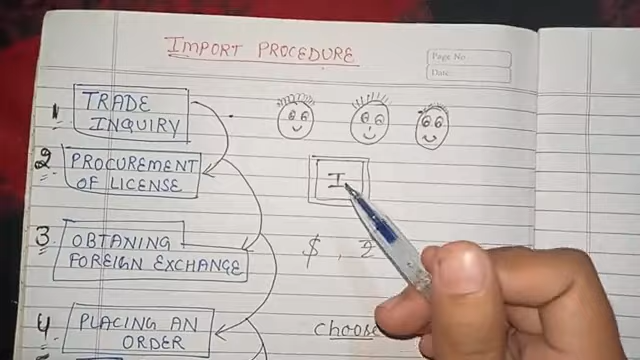 IMPORT PROCEDURE
Page No.
Date
1
TRADE
INQUIRY
2
PROCUREMENT
OF LICENSE
I
3
OBTANING
FOREIGN EXCHANGE
$ ,
4
PLACING AN
ORDER
choose